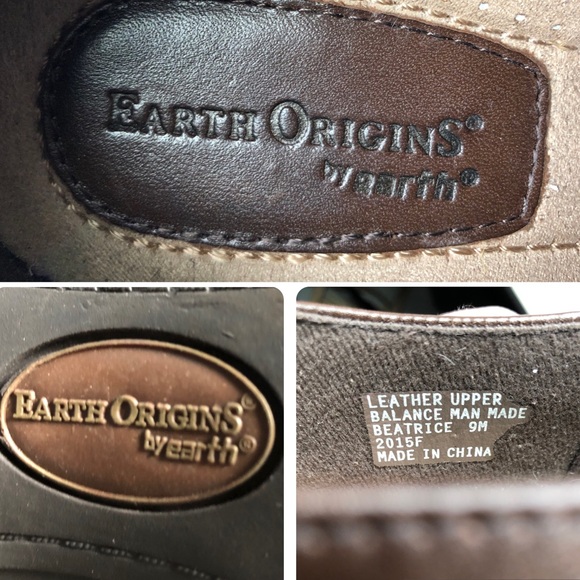 EARTH ORIGINS®
by earth®
EARTH ORIGINS®
by earth®
LEATHER UPPER
BALANCE MAN MADE
BEATRICE 9M
2015F
MADE IN CHINA